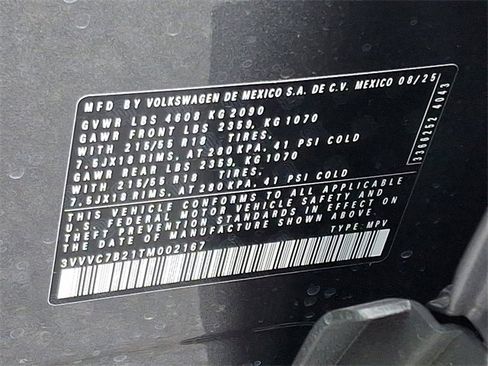 MFD BY VOLKSWAGEN DE MEXICO S.A. DE C.V. MEXICO 08/25
GVWR LBS 4608 KG2090
GAWR FRONT LBS 2359, KG1070
WITH 215/55 R18 TIRES.
7.5JX18 RIMS, AT 280KPA. 41 PSI COLD
GAWR REAR LBS 2359, KG1070
WITH 215/55 R18 TIRES.
7.5JX18 RIMS, AT 280KPA. 41 PSI COLD
THIS VEHICLE CONFORMS TO ALL APPLICABLE
U.S. FEDERAL MOTOR VEHICLE SAFETY AND
THEFT PREVENTION STANDARDS IN EFFECT ON
THE DATE OF MANUFACTURE SHOWN ABOVE.
3VVVC7B21TM002167 TYPE: MPV
3360252 4043